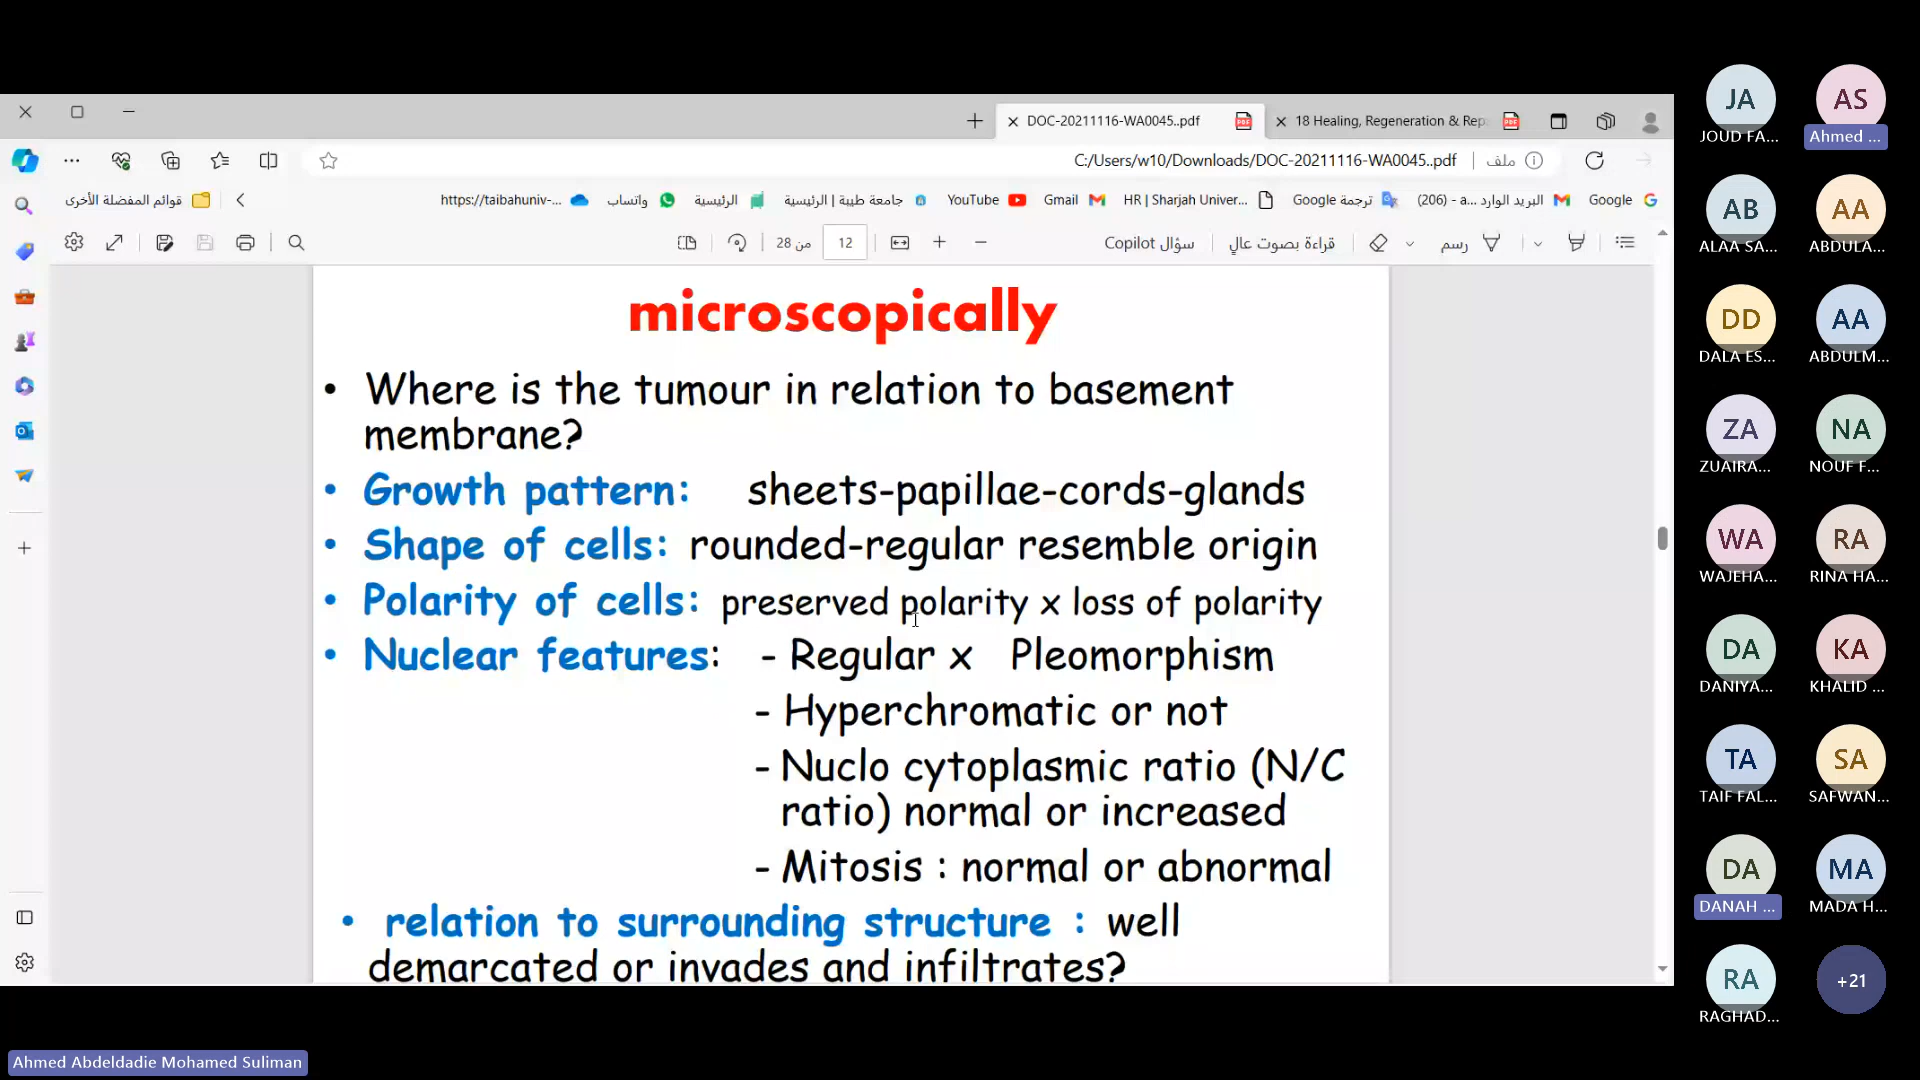 DOC-20211116-WA0045..pdf
18 Healing, Regeneration & Rep
C:/Users/w10/Downloads/DOC-20211116-WA0045..pdf
ملف
قوائم المفضلة الأخرى
https://taibahuniv-...
واتساب
الرئيسية
جامعة طيبة | الرئيسية
YouTube
Gmail
HR | Sharjah Univer...
ترجمة Google
البريد الوارد (206) - a...
Google
28 من
12
سؤال Copilot
قراءة بصوت عالٍ
رسم
microscopically
• Where is the tumour in relation to basement
membrane?
• Growth pattern: sheets-papillae-cords-glands
• Shape of cells: rounded-regular resemble origin
• Polarity of cells: preserved polarity x loss of polarity
• Nuclear features: - Regular x Pleomorphism
- Hyperchromatic or not
- Nuclo cytoplasmic ratio (N/C
ratio) normal or increased
- Mitosis : normal or abnormal
• relation to surrounding structure : well
demarcated or invades and infiltrates?
JA
JOUD FA...
AS
Ahmed ...
AB
ALAA SA...
AA
ABDULA...
DD
DALA ES...
AA
ABDULM...
ZA
ZUAIRA...
NA
NOUF F...
WA
WAJEHA...
RA
RINA HA...
DA
DANIYA...
KA
KHALID ...
TA
TAIF FAL...
SA
SAFWAN...
DA
DANAH ...
MA
MADA H...
RA
RAGHAD...
+21
Ahmed Abdeldadie Mohamed Suliman